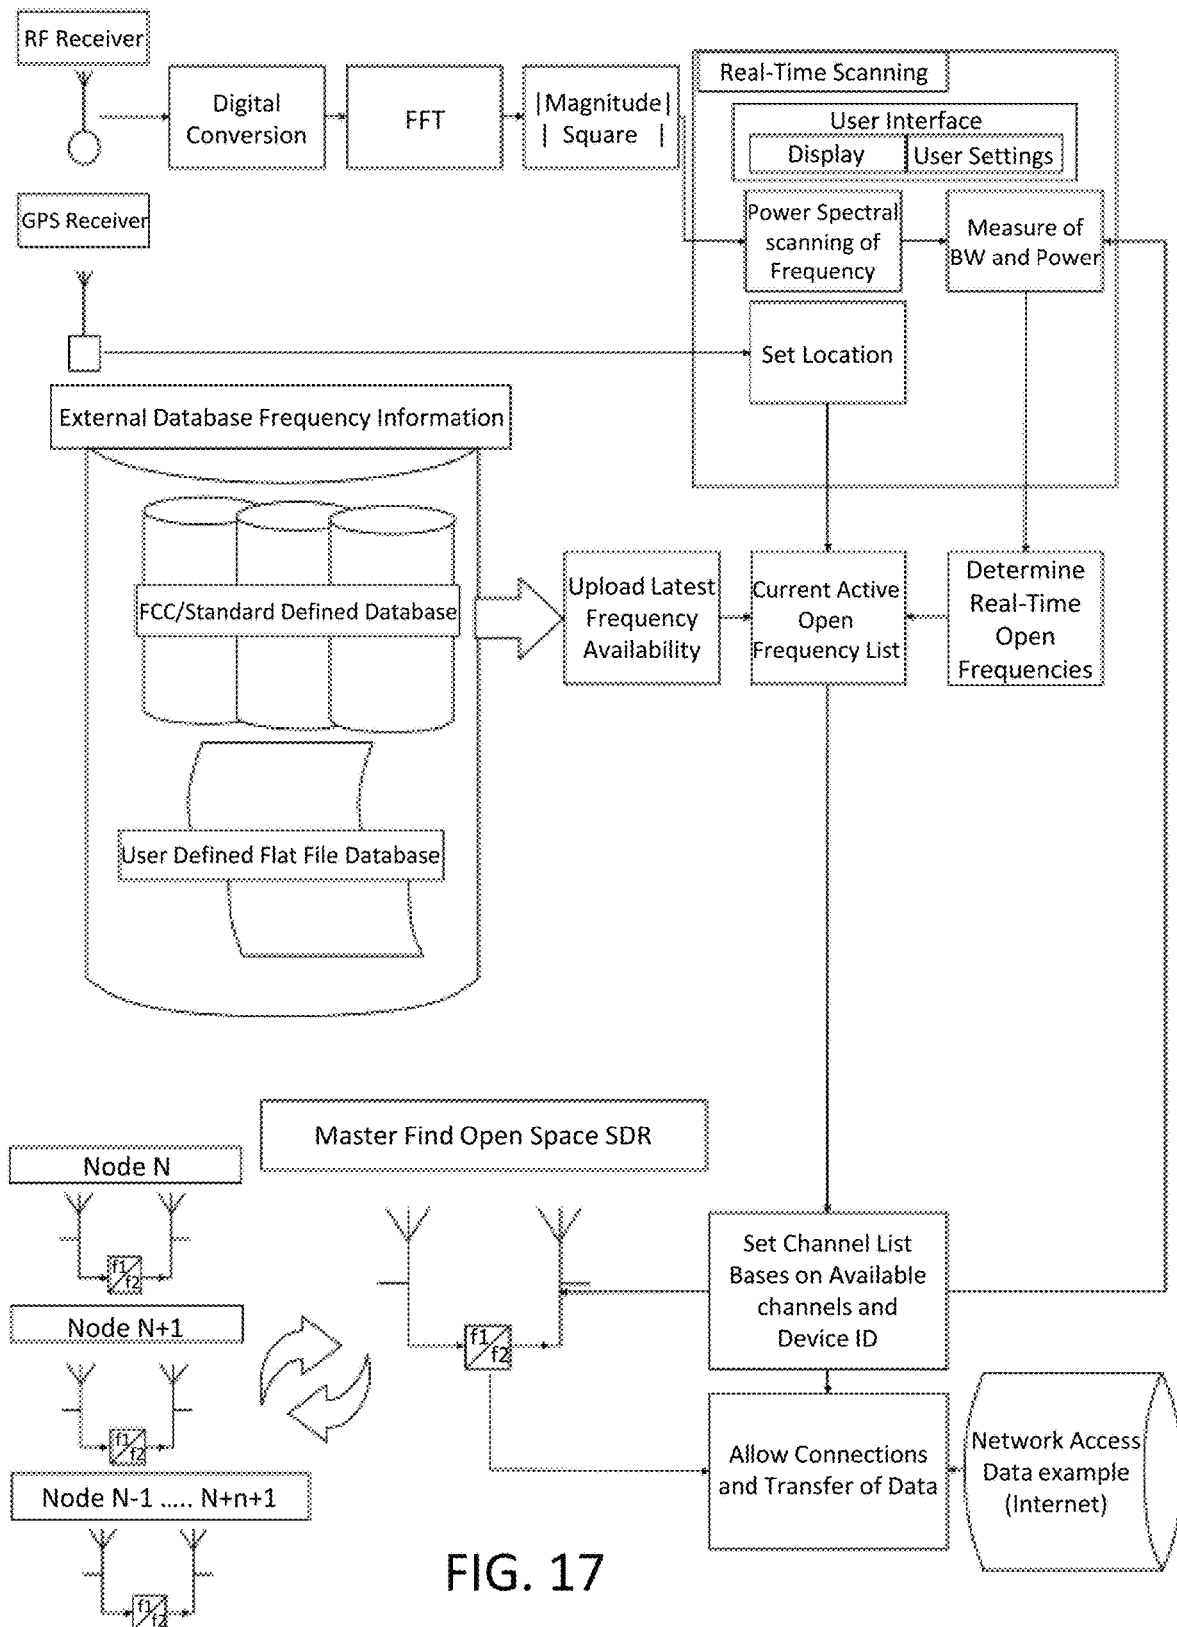 RF Receiver
Digital
Conversion
FFT
|Magnitude|
| Square |
Real-Time Scanning
User Interface
Display
User Settings
GPS Receiver
Power Spectral
scanning of
Frequency
Measure of
BW and Power
Set Location
External Database Frequency Information
FCC/Standard Defined Database
Upload Latest
Frequency
Availability
Current Active
Open
Frequency List
Determine
Real-Time
Open
Frequencies
User Defined Flat File Database
Master Find Open Space SDR
Node N
f1
f2
Node N+1
f1
f2
Node N-1 ..... N+n+1
f1
f2
f1
f2
Set Channel List
Bases on Available
channels and
Device ID
Allow Connections
and Transfer of Data
Network Access
Data example
(Internet)
FIG. 17